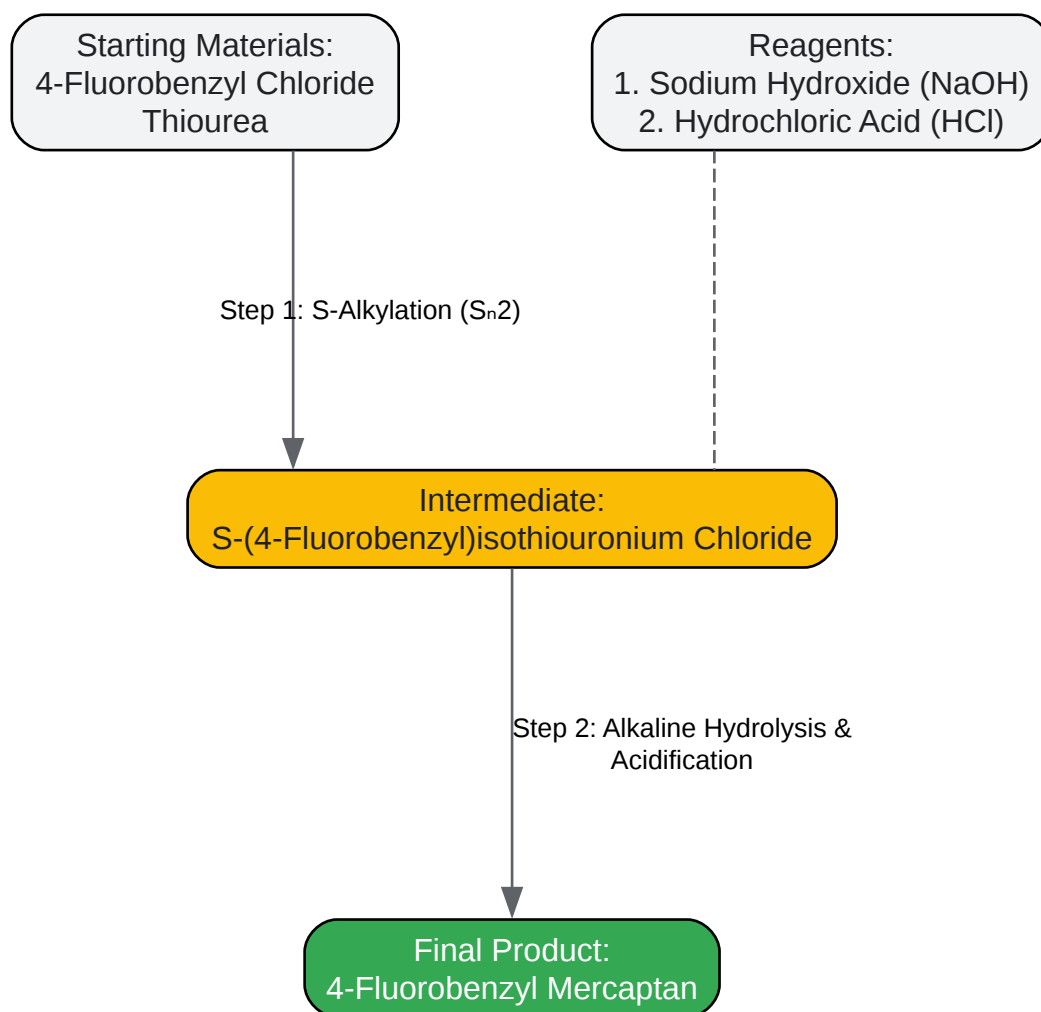 Starting Materials:
4-Fluorobenzyl Chloride
Thiourea
Reagents:
1. Sodium Hydroxide (NaOH)
2. Hydrochloric Acid (HCl)
Step 1: S-Alkylation (Sₙ2)
Intermediate:
S-(4-Fluorobenzyl)isothiouronium Chloride
Step 2: Alkaline Hydrolysis &
Acidification
Final Product:
4-Fluorobenzyl Mercaptan